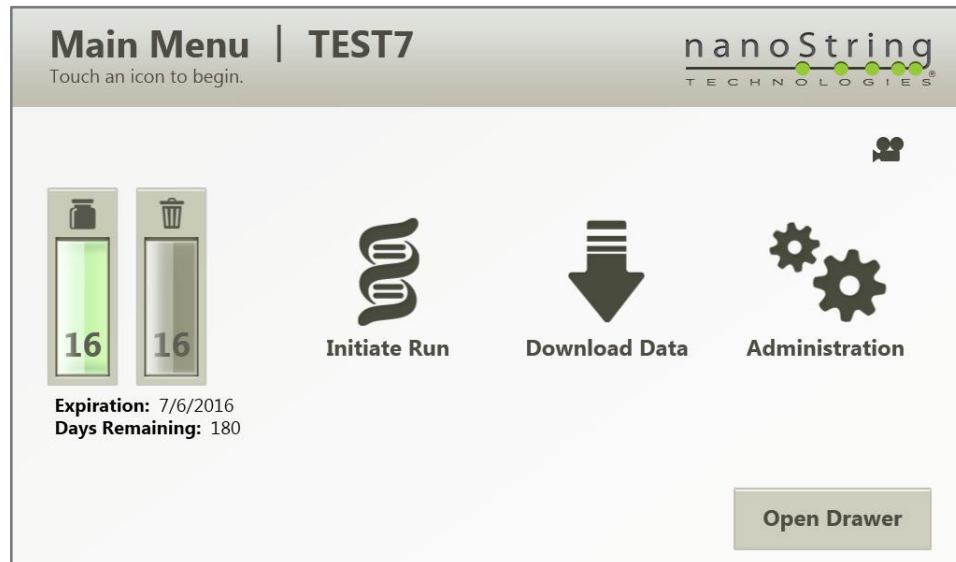 Main Menu | TEST7
Touch an icon to begin.
nanoString
TECHNOLOGIES®
16
16
Initiate Run
Download Data
Administration
Expiration: 7/6/2016
Days Remaining: 180
Open Drawer